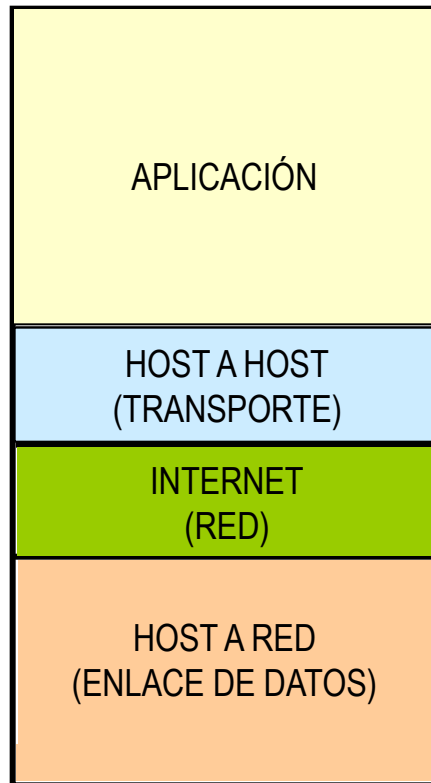 APLICACIÓN
HOST A HOST
(TRANSPORTE)
INTERNET
(RED)
HOST A RED
(ENLACE DE DATOS)